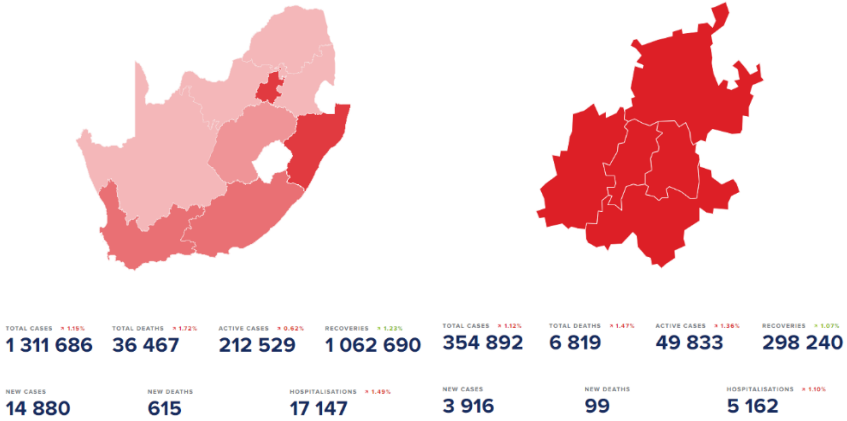 TOTAL CASES » 1.15% TOTAL DEATHS » 1.72% ACTIVE CASES » 0.62% RECOVERIES » 1.23%
1 311 686 36 467 212 529 1 062 690
NEW CASES NEW DEATHS HOSPITALISATIONS » 1.49%
14 880 615 17 147
TOTAL CASES » 1.12% TOTAL DEATHS » 1.47% ACTIVE CASES » 1.36% RECOVERIES » 1.07%
354 892 6 819 49 833 298 240
NEW CASES NEW DEATHS HOSPITALISATIONS » 1.10%
3 916 99 5 162